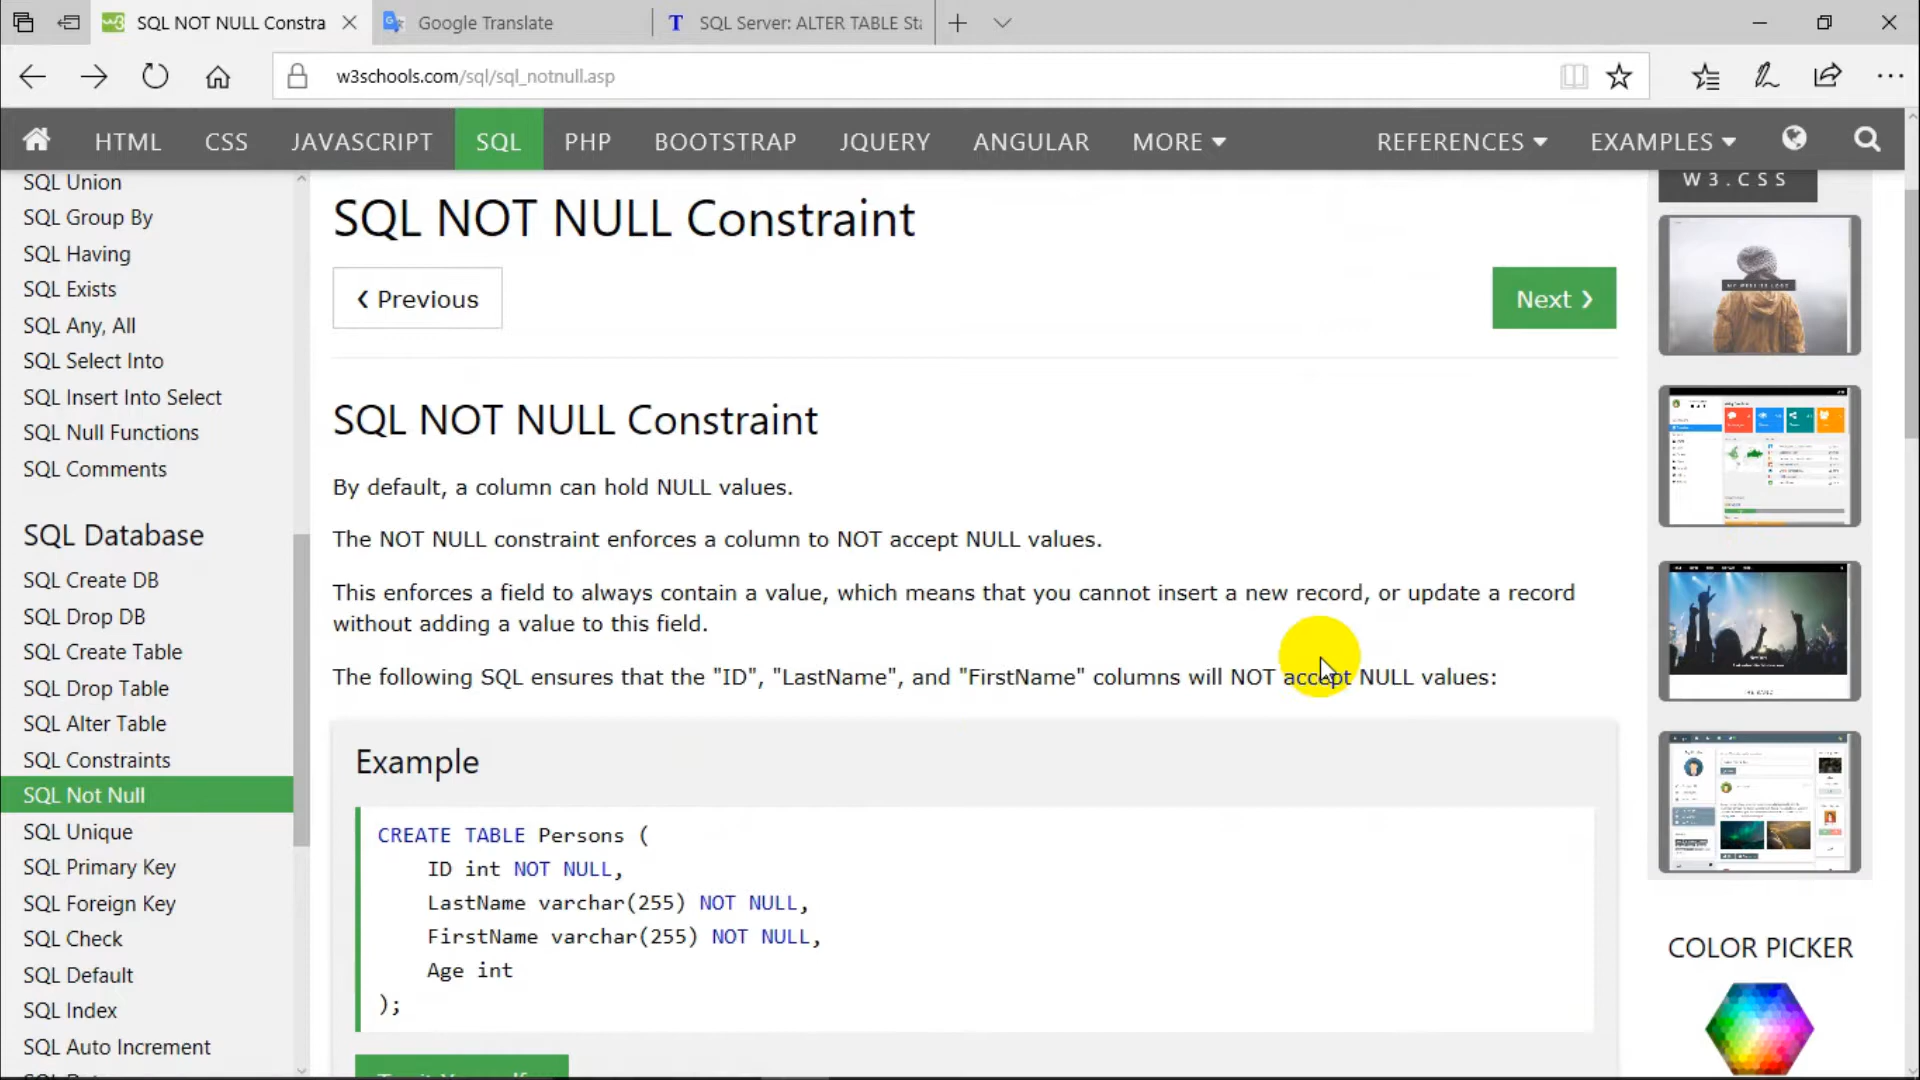 SQL NOT NULL Constra
Google Translate
SQL Server: ALTER TABLE Sta
w3schools.com/sql/sql_notnull.asp
HTML
CSS
JAVASCRIPT
SQL
PHP
BOOTSTRAP
JQUERY
ANGULAR
MORE
REFERENCES
EXAMPLES
SQL Union
SQL Group By
SQL Having
SQL Exists
SQL Any, All
SQL Select Into
SQL Insert Into Select
SQL Null Functions
SQL Comments
SQL Database
SQL Create DB
SQL Drop DB
SQL Create Table
SQL Drop Table
SQL Alter Table
SQL Constraints
SQL Not Null
SQL Unique
SQL Primary Key
SQL Foreign Key
SQL Check
SQL Default
SQL Index
SQL Auto Increment
SQL NOT NULL Constraint
❮ Previous
Next ❯
SQL NOT NULL Constraint
By default, a column can hold NULL values.
The NOT NULL constraint enforces a column to NOT accept NULL values.
This enforces a field to always contain a value, which means that you cannot insert a new record, or update a record
without adding a value to this field.
The following SQL ensures that the "ID", "LastName", and "FirstName" columns will NOT accept NULL values:
Example
CREATE TABLE Persons (
ID int NOT NULL,
LastName varchar(255) NOT NULL,
FirstName varchar(255) NOT NULL,
Age int
);
W3.CSS
COLOR PICKER